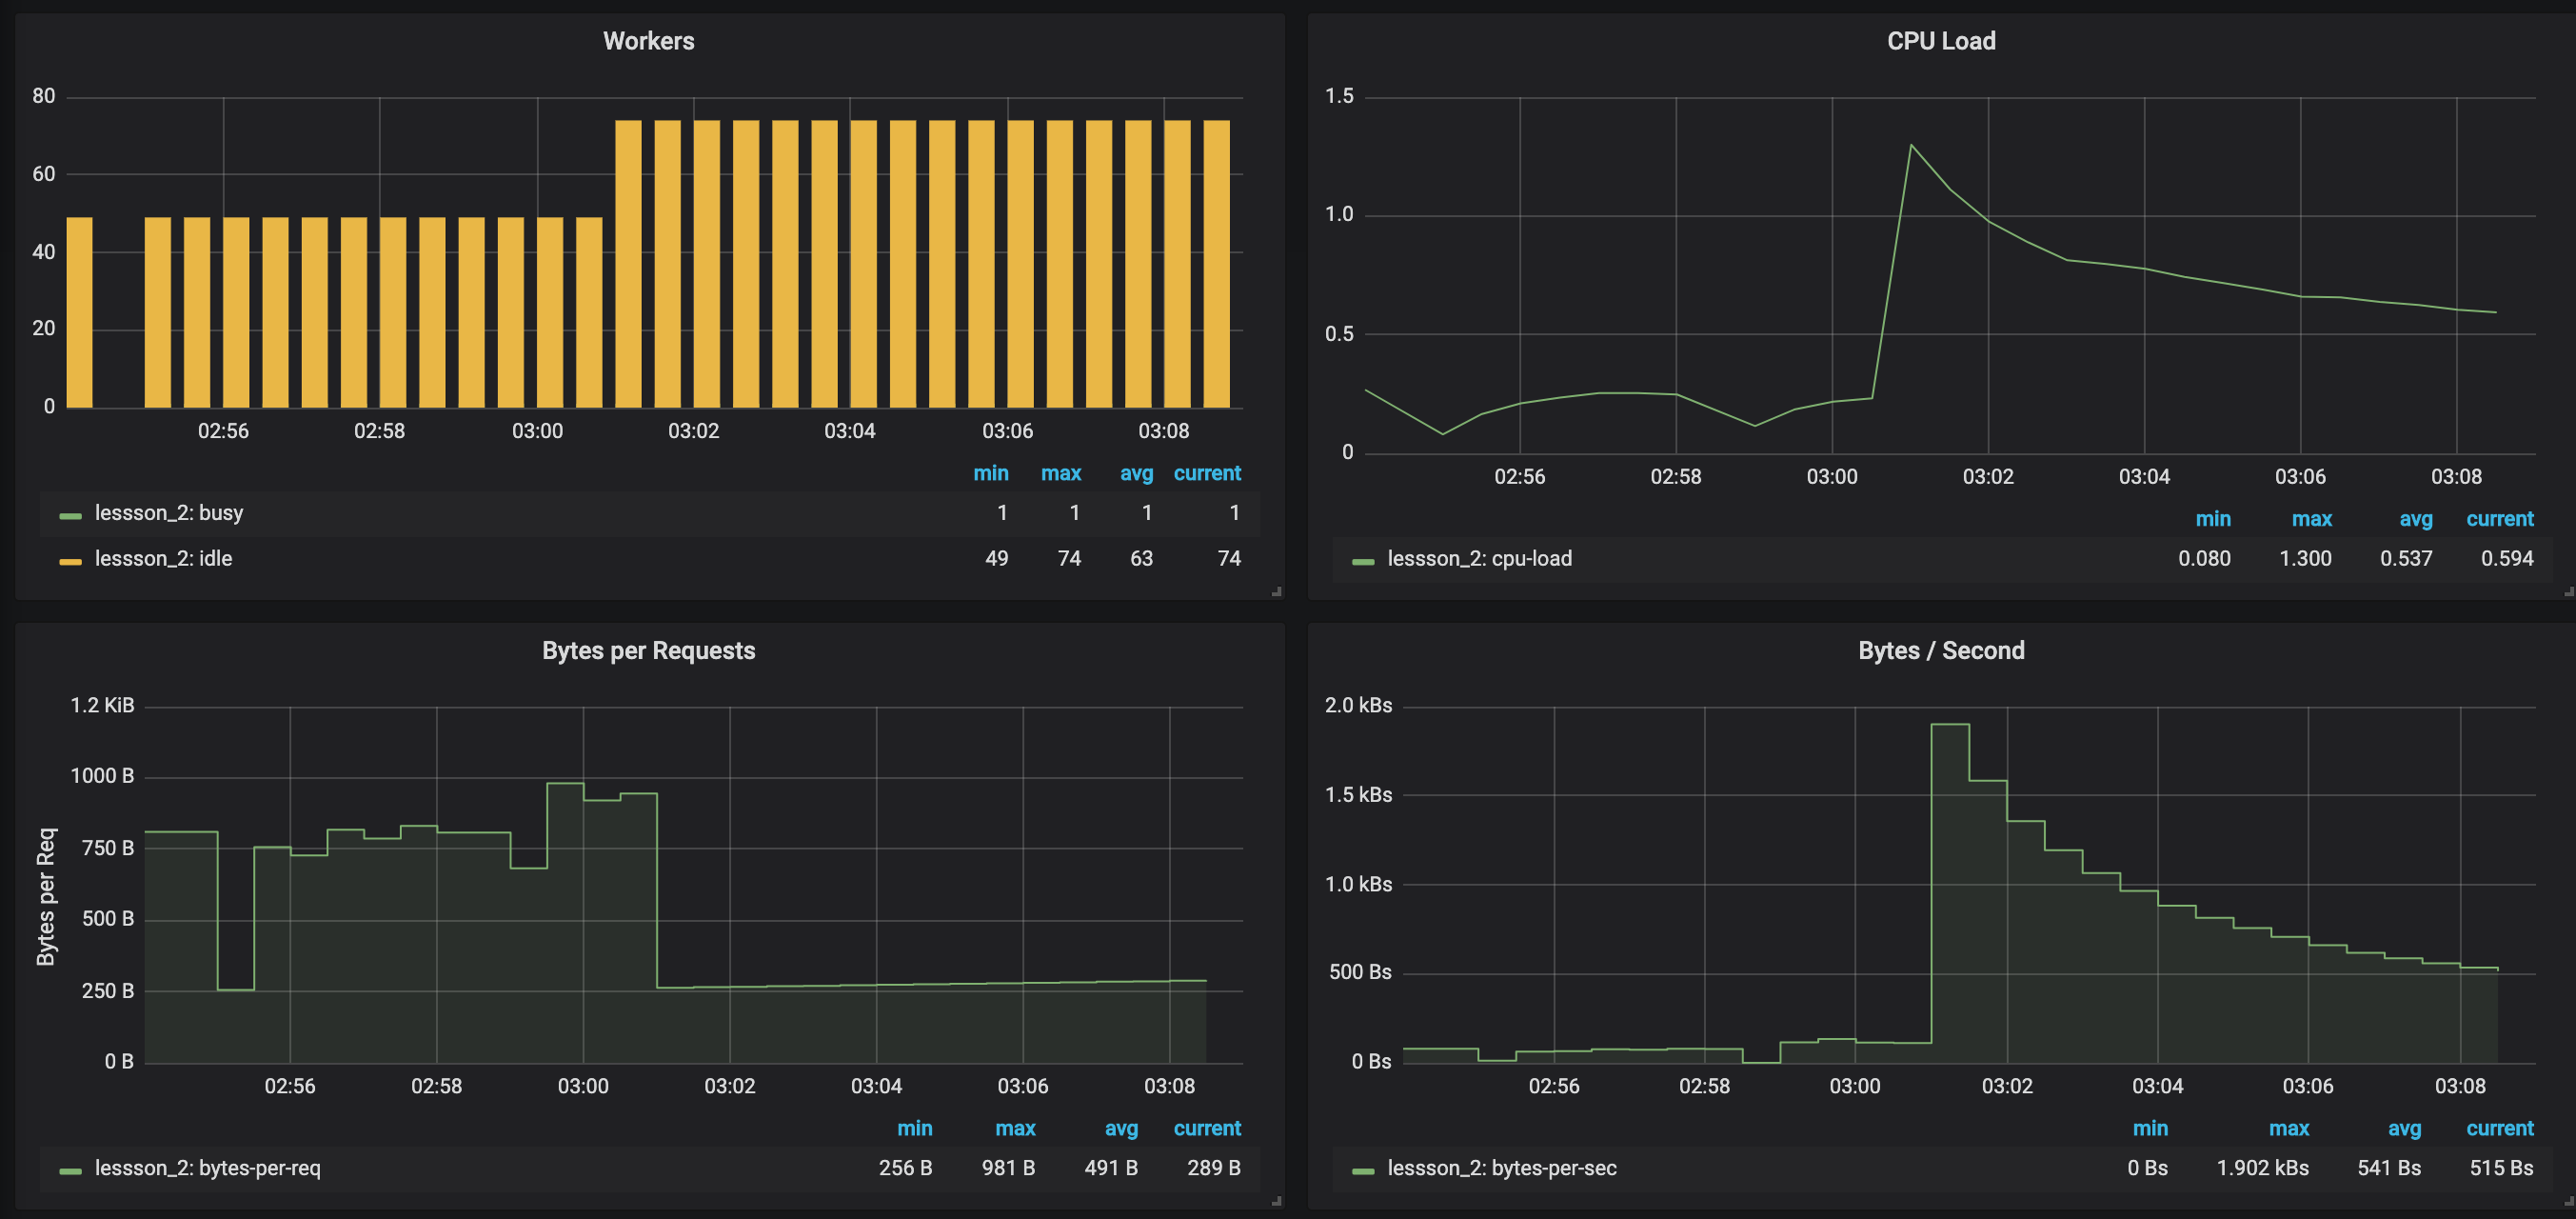 Workers
80
60
40
20
0
02:56 02:58 03:00 03:02 03:04 03:06 03:08
min max avg current
lessson_2: busy 1 1 1 1
lessson_2: idle 49 74 63 74
CPU Load
1.5
1.0
0.5
0
02:56 02:58 03:00 03:02 03:04 03:06 03:08
min max avg current
lessson_2: cpu-load 0.080 1.300 0.537 0.594
Bytes per Requests
Bytes per Req
1.2 KiB
1000 B
750 B
500 B
250 B
0 B
02:56 02:58 03:00 03:02 03:04 03:06 03:08
min max avg current
lessson_2: bytes-per-req 256 B 981 B 491 B 289 B
Bytes / Second
2.0 kBs
1.5 kBs
1.0 kBs
500 Bs
0 Bs
02:56 02:58 03:00 03:02 03:04 03:06 03:08
min max avg current
lessson_2: bytes-per-sec 0 Bs 1.902 kBs 541 Bs 515 Bs